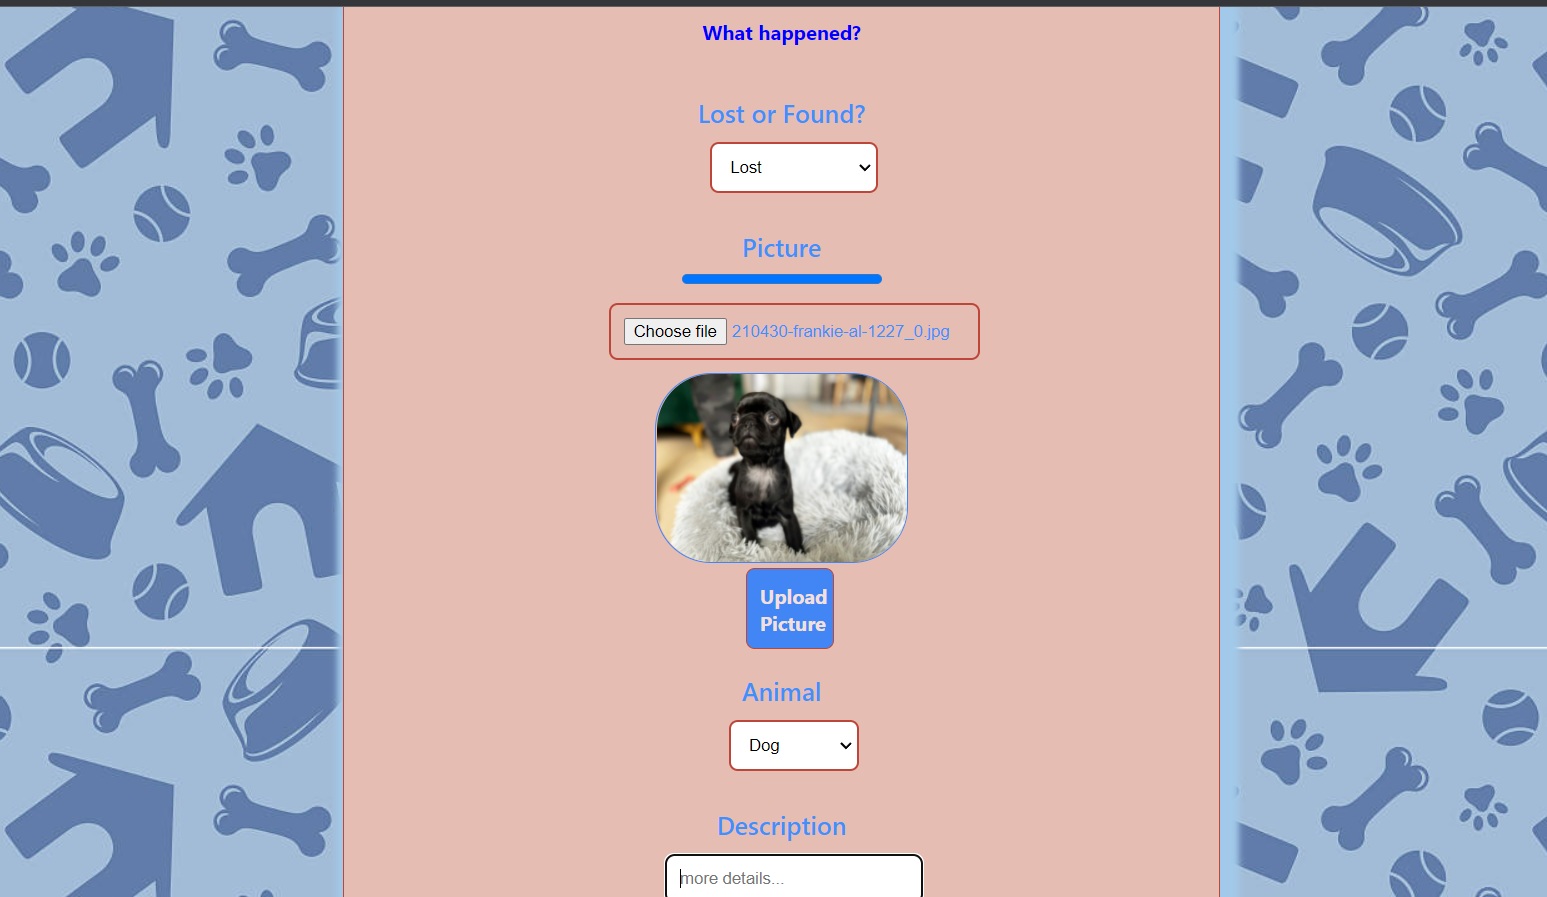 What happened?
Lost or Found?
Lost
Picture
Choose file 210430-frankie-al-1227_0.jpg
Upload
Picture
Animal
Dog
Description
more details...